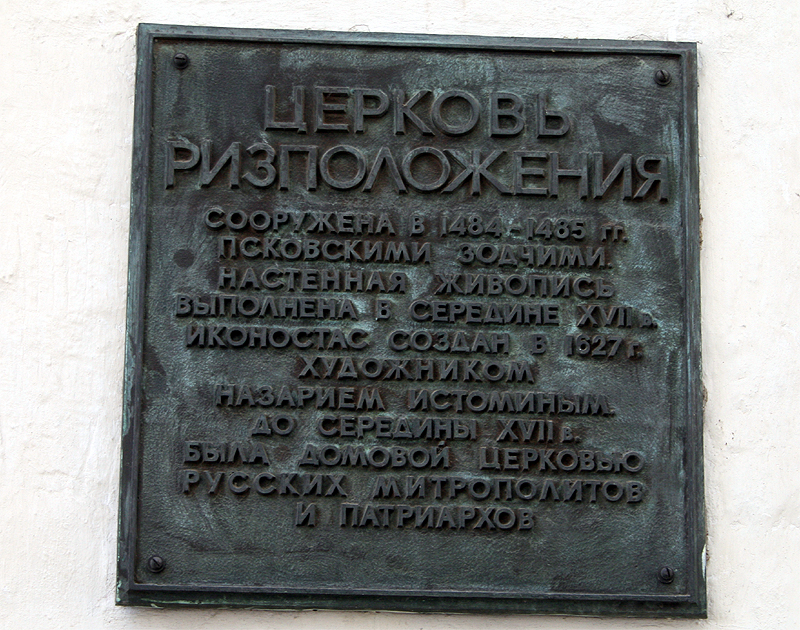 ЦЕРКОВЬ
РИЗПОЛОЖЕНИЯ
СООРУЖЕНА В 1484-1485 ГГ.
ПСКОВСКИМИ ЗОДЧИМИ.
НАСТЕННАЯ ЖИВОПИСЬ
ВЫПОЛНЕНА В СЕРЕДИНЕ XVII В.
ИКОНОСТАС СОЗДАН В 1627 Г.
ХУДОЖНИКОМ
НАЗАРИЕМ ИСТОМИНЫМ.
ДО СЕРЕДИНЫ XVII В.
БЫЛА ДОМОВОЙ ЦЕРКОВЬЮ
РУССКИХ МИТРОПОЛИТОВ
И ПАТРИАРХОВ